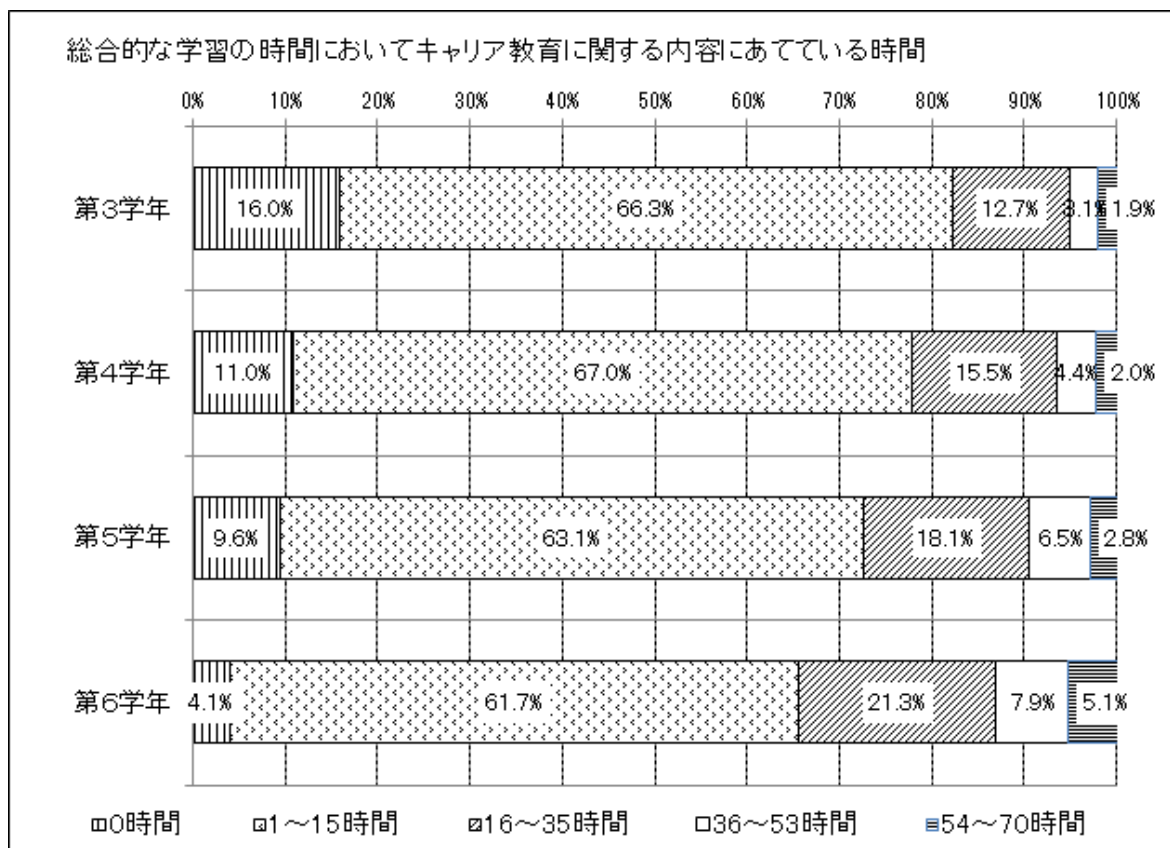 総合的な学習の時間においてキャリア教育に関する内容にあてている時間
0% 10% 20% 30% 40% 50% 60% 70% 80% 90% 100%
第3学年 16.0% 66.3% 12.7% 3.1% 1.9%
第4学年 11.0% 67.0% 15.5% 4.4% 2.0%
第5学年 9.6% 63.1% 18.1% 6.5% 2.8%
第6学年 4.1% 61.7% 21.3% 7.9% 5.1%
0時間 1～15時間 16～35時間 36～53時間 54～70時間